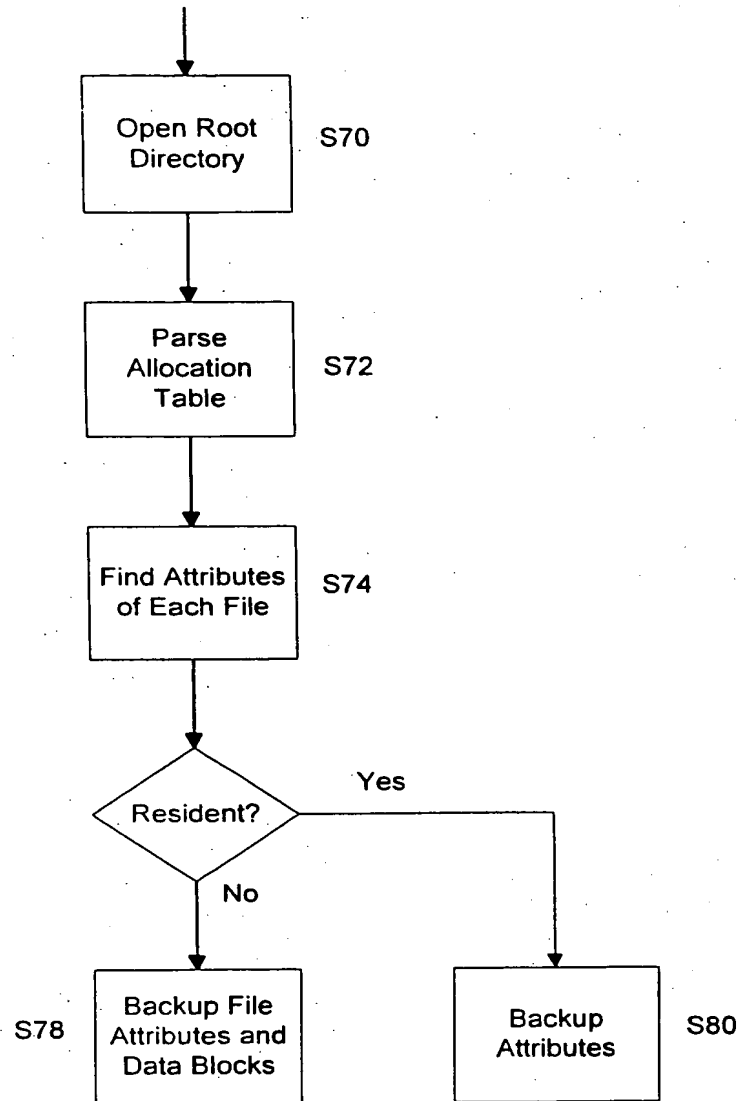 Open Root
Directory
S70
Parse
Allocation
Table
S72
Find Attributes
of Each File
S74
Resident?
Yes
No
S78
Backup File
Attributes and
Data Blocks
Backup
Attributes
S80